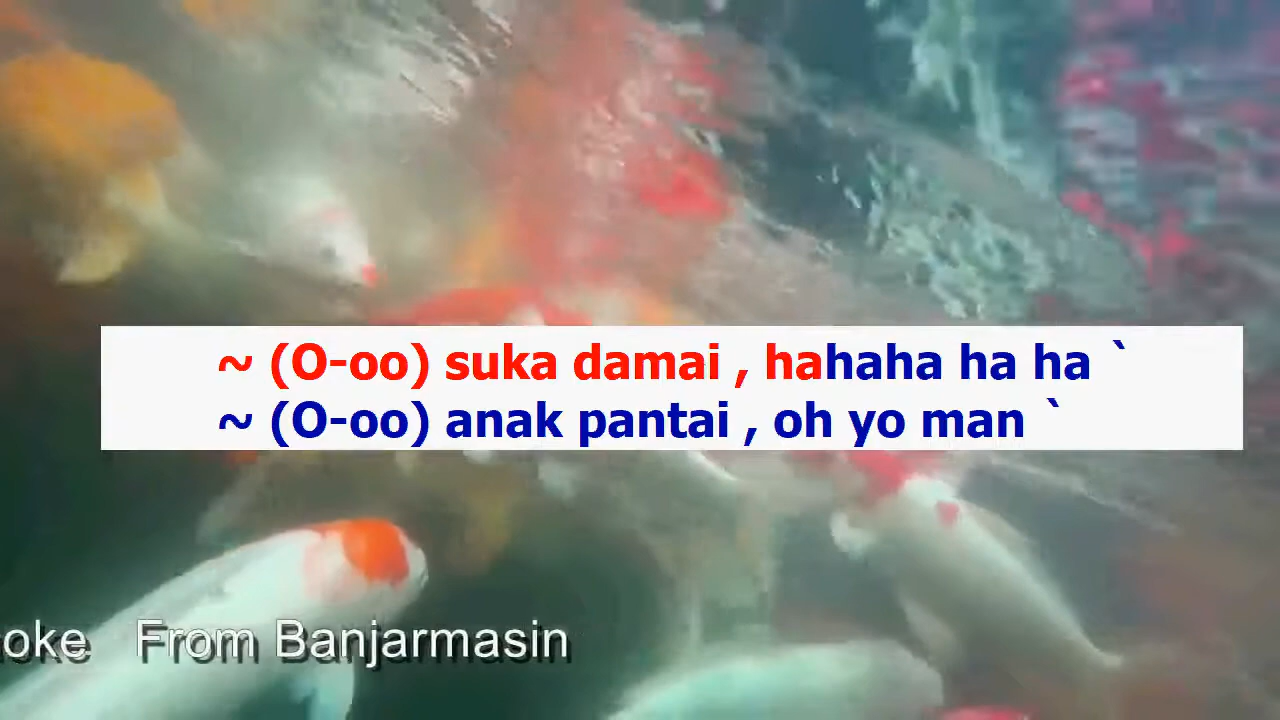 ~ (O-oo) suka damai , hahaha ha ha `
~ (O-oo) anak pantai , oh yo man `
oke From Banjarmasin